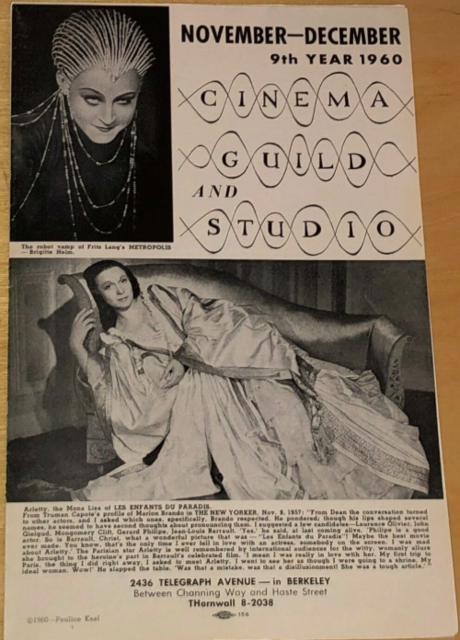 NOVEMBER—DECEMBER
9th YEAR 1960
CINEMA
GUILD
AND
STUDIO
The robot vamp of Fritz Lang's METROPOLIS
— Brigitte Helm.
Arletty, the Mona Lisa of LES ENFANTS DU PARADIS.
From Truman Capote's profile of Marlon Brando in THE NEW YORKER, Nov. 9, 1957: "From Dean the conversation turned
to other actors, and I asked which ones, specifically, Brando respected. He pondered; though his lips shaped several
names, he seemed to have second thoughts about pronouncing them. I suggested a few candidates—Laurence Olivier, John
Gielgud, Montgomery Clift, Gerard Philipe, Jean-Louis Barrault. 'Yes,' he said, at last coming alive, 'Philipe is a good
actor. So is Barrault. Christ, what a wonderful picture that was — "Les Enfants du Paradis"! Maybe the best movie
ever made. You know, that's the only time I ever fell in love with an actress, somebody on the screen. I was mad
about Arletty.' The Parisian star Arletty is well remembered by international audiences for the witty, womanly allure
she brought to the heroine's part in Barrault's celebrated film. 'I mean I was really in love with her. My first trip to
Paris, the thing I did right away, I asked to meet Arletty. I went to see her as though I were going to a shrine. My
ideal woman. Wow!' He slapped the table. 'Was that a mistake, was that a disillusionment! She was a tough article.'"
2436 TELEGRAPH AVENUE — in BERKELEY
Between Channing Way and Haste Street
THornwall 8-2038
©1960—Pauline Kael
154